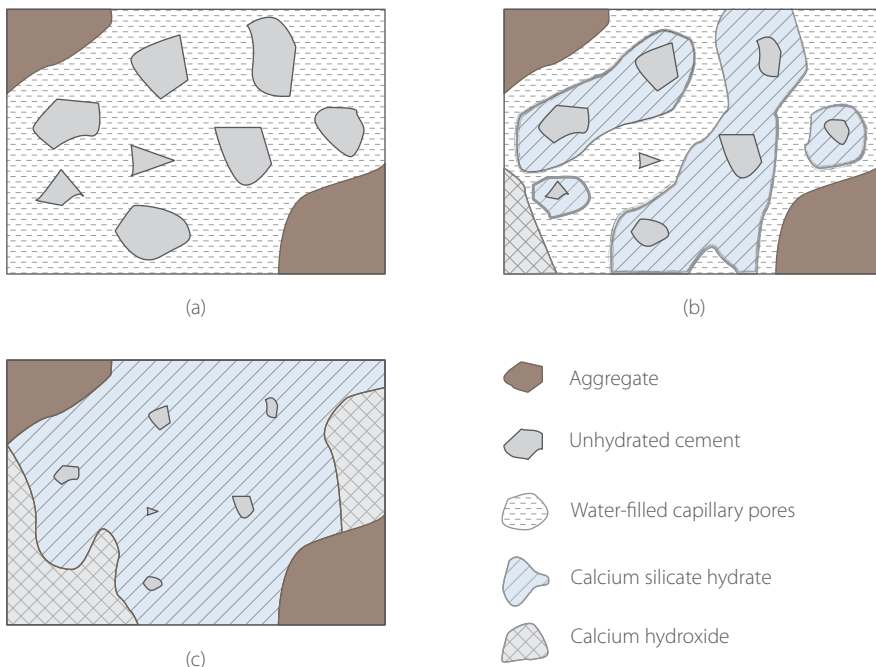 (a)
(b)
(c)
Aggregate
Unhydrated cement
Water-filled capillary pores
Calcium silicate hydrate
Calcium hydroxide